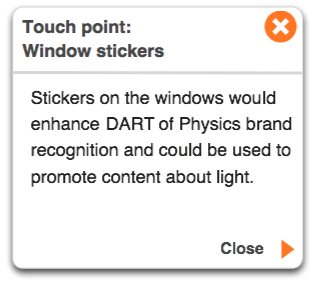 Touch point:
Window stickers
Stickers on the windows would
enhance DART of Physics brand
recognition and could be used to
promote content about light.
Close